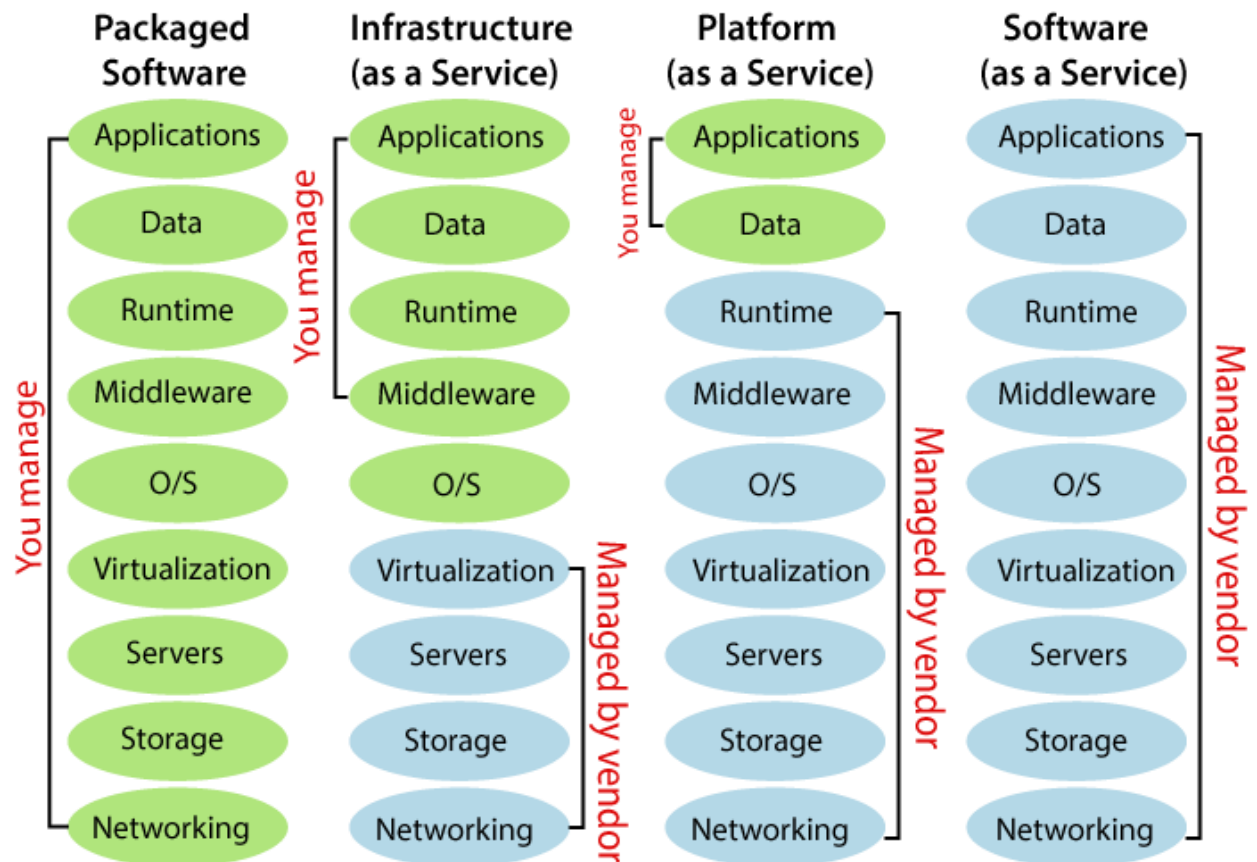 Packaged
Software
You manage
Applications
Data
Runtime
Middleware
O/S
Virtualization
Servers
Storage
Networking
Infrastructure
(as a Service)
You manage
Applications
Data
Runtime
Middleware
O/S
Virtualization
Servers
Storage
Networking
Managed by vendor
Platform
(as a Service)
You manage
Applications
Data
Runtime
Middleware
O/S
Virtualization
Servers
Storage
Networking
Managed by vendor
Software
(as a Service)
Applications
Data
Runtime
Middleware
O/S
Virtualization
Servers
Storage
Networking
Managed by vendor